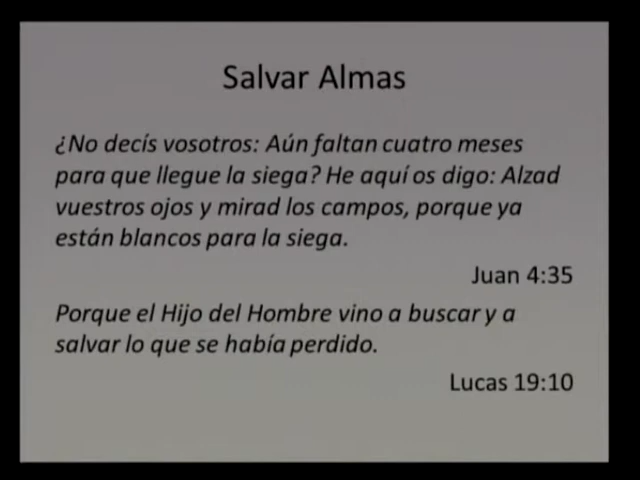 Salvar Almas
¿No decís vosotros: Aún faltan cuatro meses
para que llegue la siega? He aquí os digo: Alzad
vuestros ojos y mirad los campos, porque ya
están blancos para la siega.
Juan 4:35
Porque el Hijo del Hombre vino a buscar y a
salvar lo que se había perdido.
Lucas 19:10